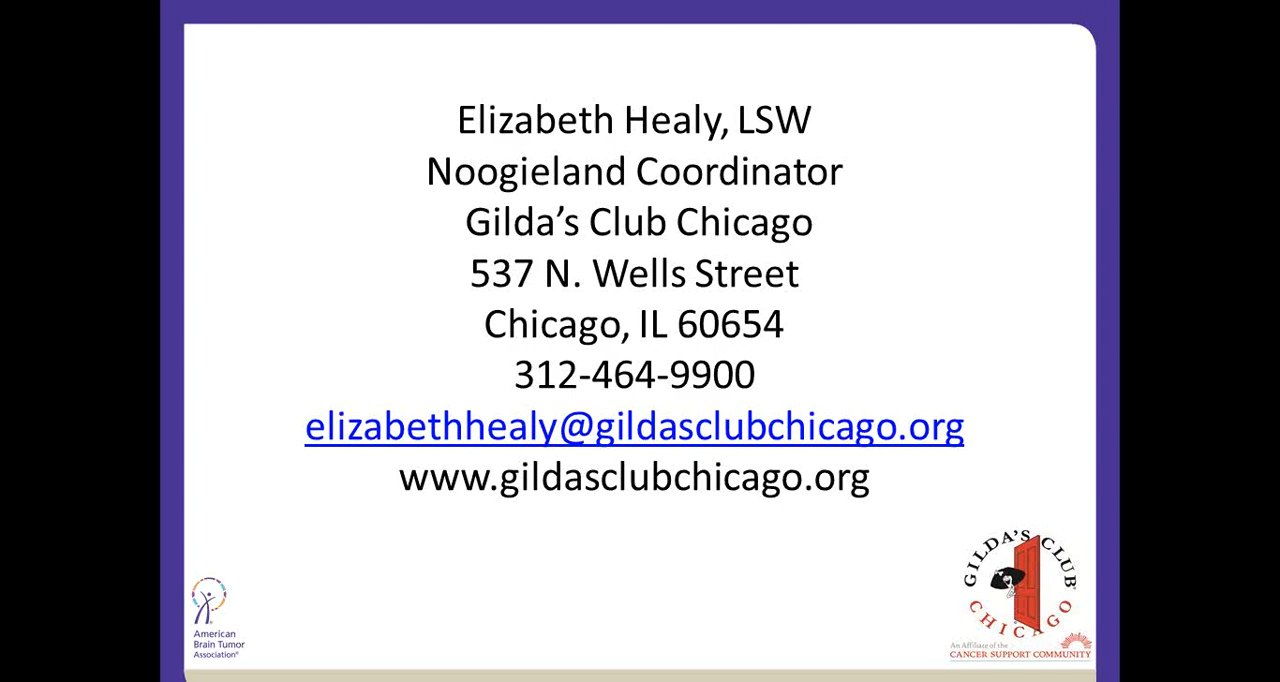 Elizabeth Healy, LSW
Noogieland Coordinator
Gilda’s Club Chicago
537 N. Wells Street
Chicago, IL 60654
312-464-9900
elizabethhealy@gildasclubchicago.org
www.gildasclubchicago.org
GILDA'S CLUB
CHICAGO
An Affiliate of the
CANCER SUPPORT COMMUNITY
American
Brain Tumor
Association®